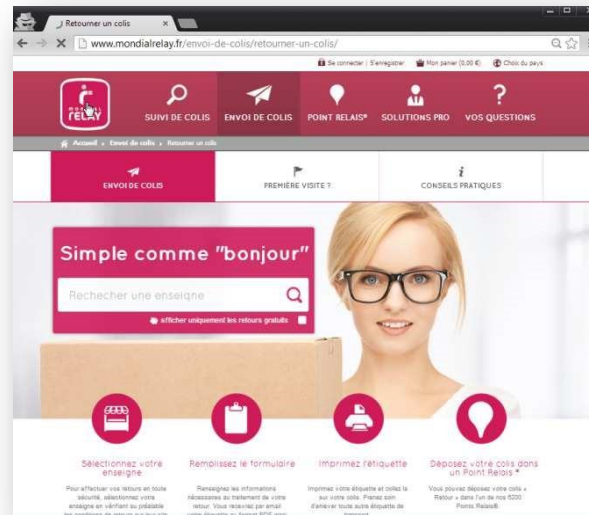 Retourner un colis
www.mondialrelay.fr/envoi-de-colis/retourner-un-colis/
Se connecter | S'enregistrer Mon panier (0,00 €) Choix du pays
RELAY
SUIVI DE COLIS ENVOI DE COLIS POINT RELAIS® SOLUTIONS PRO VOS QUESTIONS
Accueil Envoi de colis Retourner un colis
ENVOI DE COLIS PREMIÈRE VISITE ? CONSEILS PRATIQUES
Simple comme "bonjour"
Rechecher une enseigne
afficher uniquement les retours gratuits
Sélectionnez votre enseigne
Remplissez le formulaire
Imprimez l'étiquette
Déposez votre colis dans un Point Relais ®
Pour effectuer vos retours en toute sécurité, sélectionnez votre enseigne en vérifiant au préalable
Renseignez les informations nécessaires au traitement de votre retour. Vous recevrez par email
Imprimez votre étiquette et collez la sur votre colis. Prenez soin d'enlever toute autre étiquette de
Vous pouvez déposez votre colis « Retour » dans l'un de nos 5200 Points Relais®